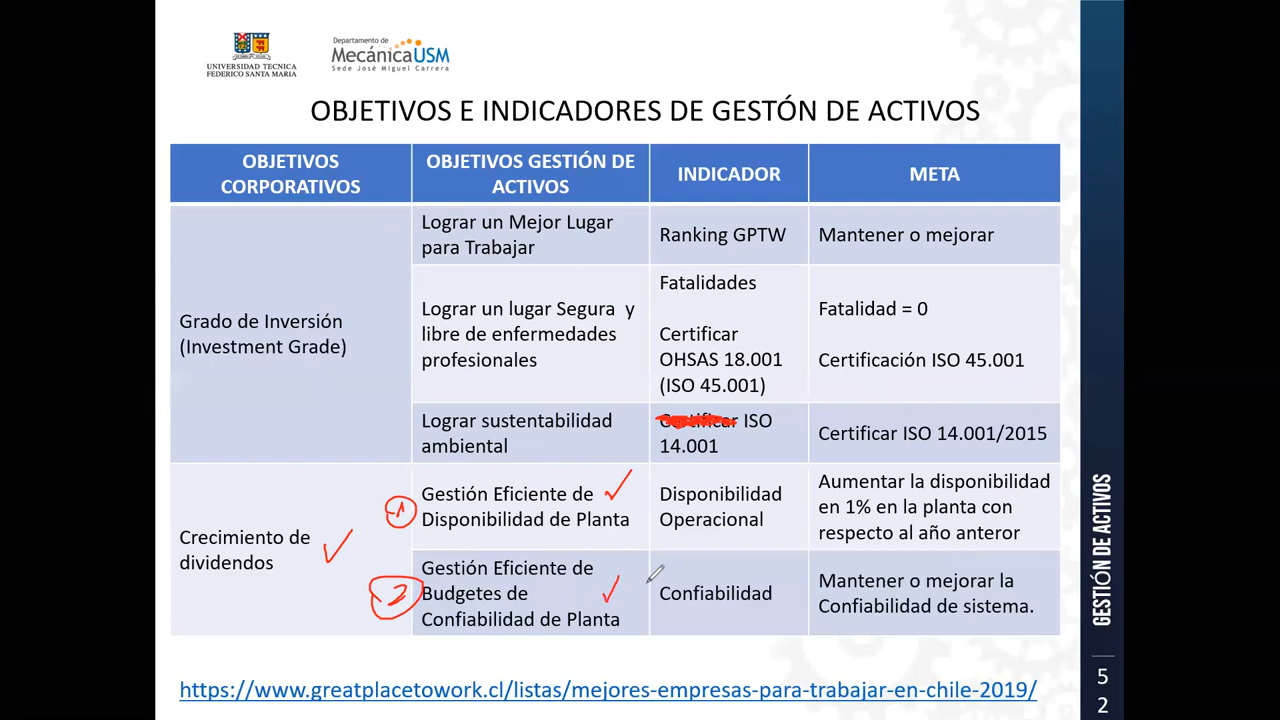 UNIVERSIDAD TECNICA
FEDERICO SANTA MARIA
Departamento de
MecánicaUSM
Sede José Miguel Carrera
OBJETIVOS E INDICADORES DE GESTÓN DE ACTIVOS
OBJETIVOS
CORPORATIVOS
OBJETIVOS GESTIÓN DE
ACTIVOS
INDICADOR
META
Grado de Inversión
(Investment Grade)
Lograr un Mejor Lugar
para Trabajar
Ranking GPTW
Mantener o mejorar
Lograr un lugar Segura y
libre de enfermedades
profesionales
Fatalidades
Certificar
OHSAS 18.001
(ISO 45.001)
Fatalidad = 0
Certificación ISO 45.001
Lograr sustentabilidad
ambiental
Certificar ISO
14.001
Certificar ISO 14.001/2015
Crecimiento de
dividendos
1
Gestión Eficiente de
Disponibilidad de Planta
Disponibilidad
Operacional
Aumentar la disponibilidad
en 1% en la planta con
respecto al año anteror
2
Gestión Eficiente de
Budgetes de
Confiabilidad de Planta
Confiabilidad
Mantener o mejorar la
Confiabilidad de sistema.
https://www.greatplacetowork.cl/listas/mejores-empresas-para-trabajar-en-chile-2019/
GESTIÓN DE ACTIVOS
5
2